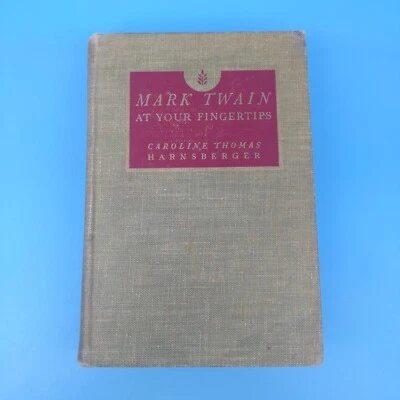 MARK TWAIN
AT YOUR FINGERTIPS
CAROLINE THOMAS
HARNSBERGER